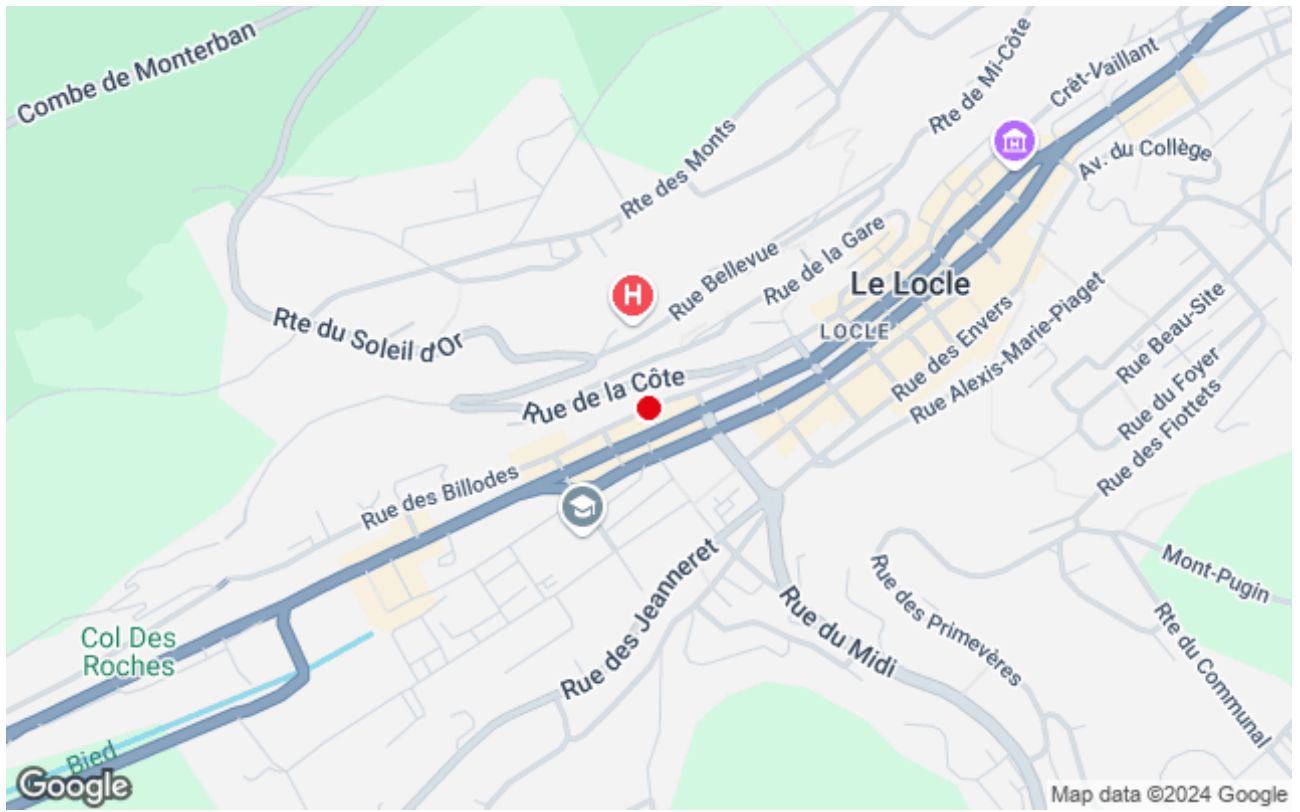 Combe de Monterban
Crêt-Vaillant
Rte de Mi-Côte
Av. du Collège
Rte des Monts
H
Rue de la Gare
Rue Bellevue
Le Locle
LOCLE
Rte du Soleil d'Or
Rue Alexis-Marie-Piaget
Rue des Envers
Rue Beau-Site
Rue du Foyer
Rue de la Côte
Rue des Fiottets
Rue des Billodes
Mont-Pugin
Rue des Jeanneret
Rue du Midi
Rue des Primevères
Rte du Communal
Col Des
Roches
Bied
Google
Map data ©2024 Google